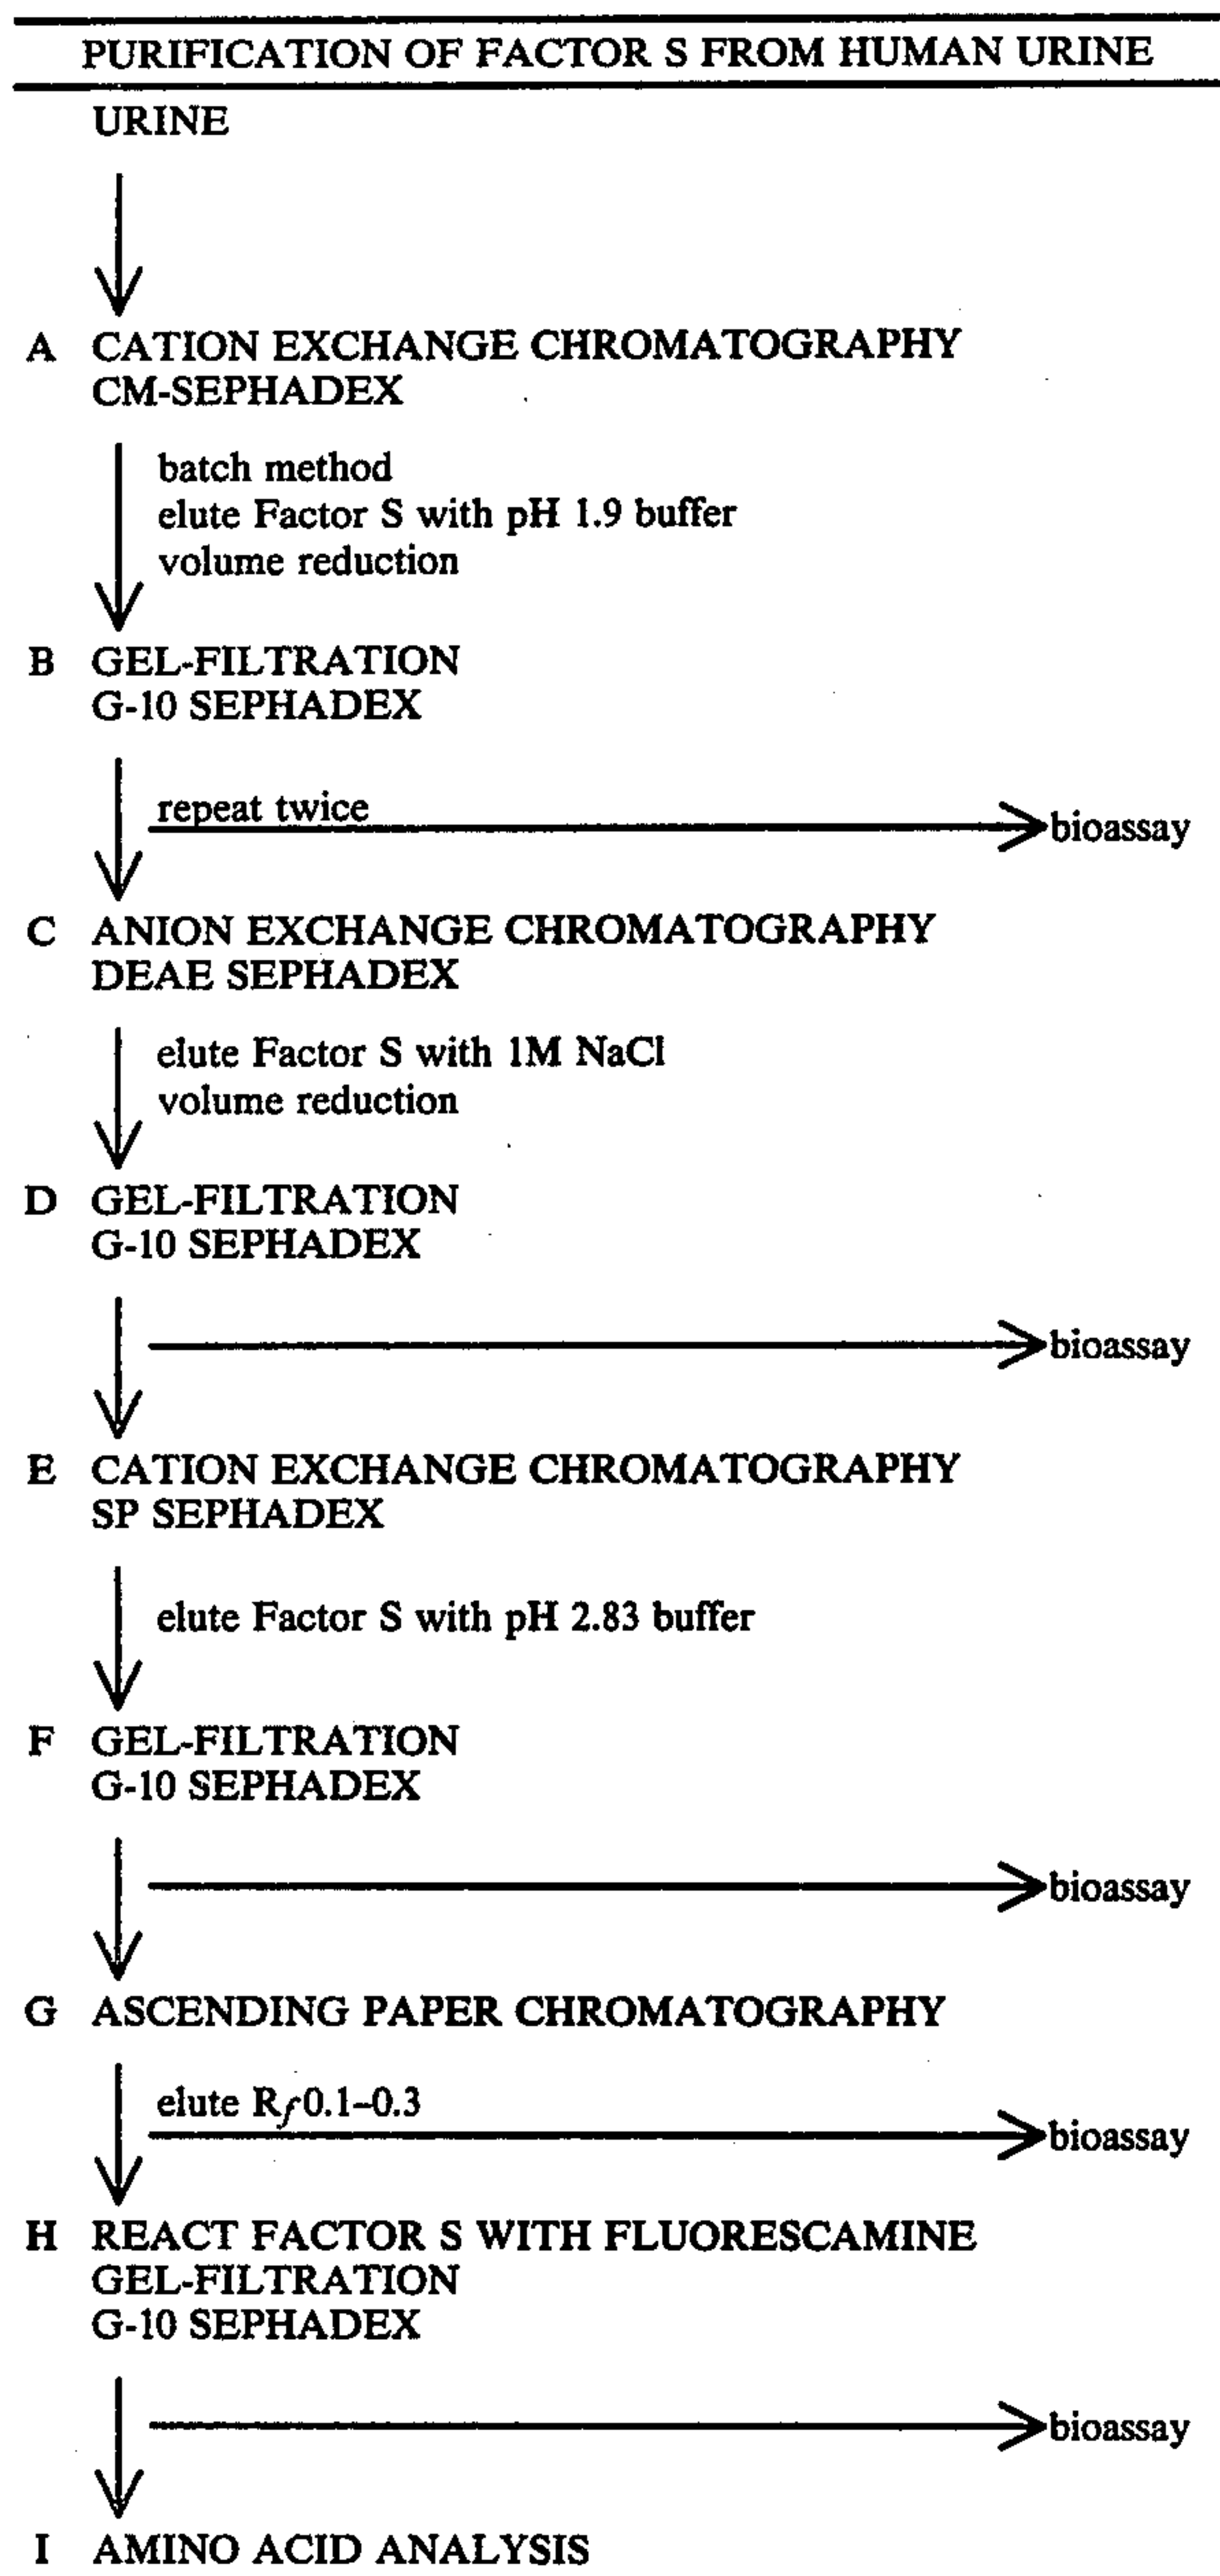 PURIFICATION OF FACTOR S FROM HUMAN URINE
URINE
A CATION EXCHANGE CHROMATOGRAPHY
CM-SEPHADEX
batch method
elute Factor S with pH 1.9 buffer
volume reduction
B GEL-FILTRATION
G-10 SEPHADEX
repeat twice
bioassay
C ANION EXCHANGE CHROMATOGRAPHY
DEAE SEPHADEX
elute Factor S with 1M NaCl
volume reduction
D GEL-FILTRATION
G-10 SEPHADEX
bioassay
E CATION EXCHANGE CHROMATOGRAPHY
SP SEPHADEX
elute Factor S with pH 2.83 buffer
F GEL-FILTRATION
G-10 SEPHADEX
bioassay
G ASCENDING PAPER CHROMATOGRAPHY
elute Rf 0.1–0.3
bioassay
H REACT FACTOR S WITH FLUORESCAMINE
GEL-FILTRATION
G-10 SEPHADEX
bioassay
I AMINO ACID ANALYSIS